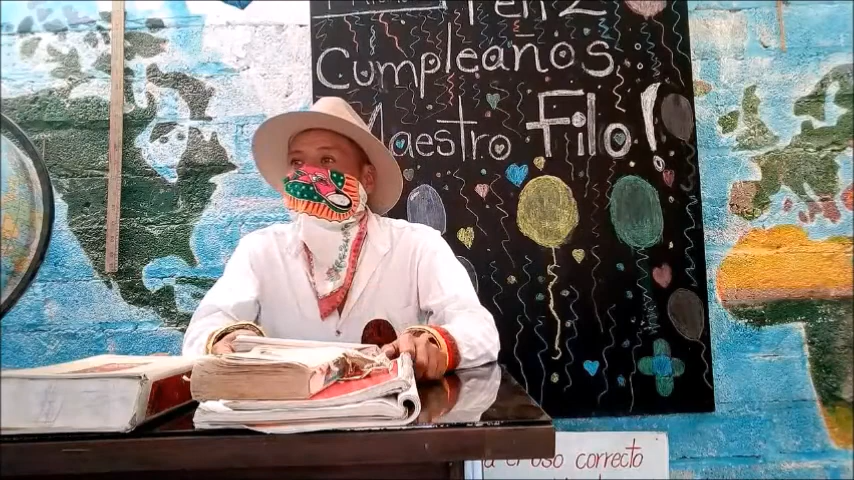 Feliz
Cumpleaños
Maestro Filo!
a el uso correcto